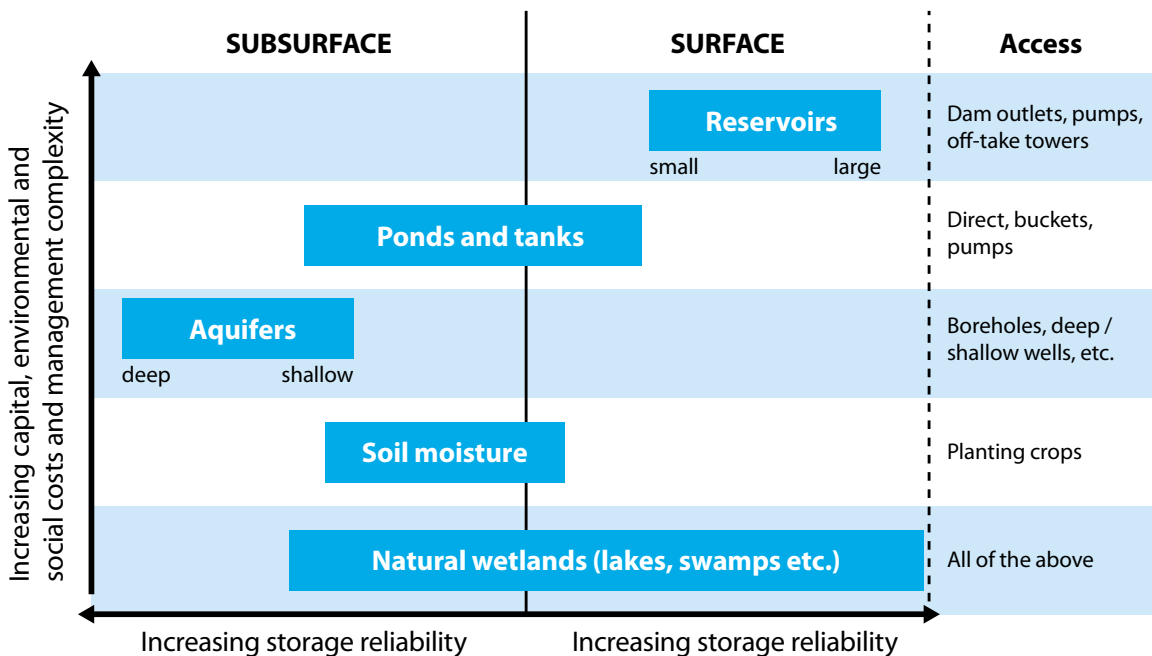 SUBSURFACE
SURFACE
Access
Increasing capital, environmental and
social costs and management complexity
Reservoirs
small
large
Dam outlets, pumps,
off-take towers
Ponds and tanks
Direct, buckets,
pumps
Aquifers
deep
shallow
Boreholes, deep /
shallow wells, etc.
Soil moisture
Planting crops
Natural wetlands (lakes, swamps etc.)
All of the above
Increasing storage reliability
Increasing storage reliability